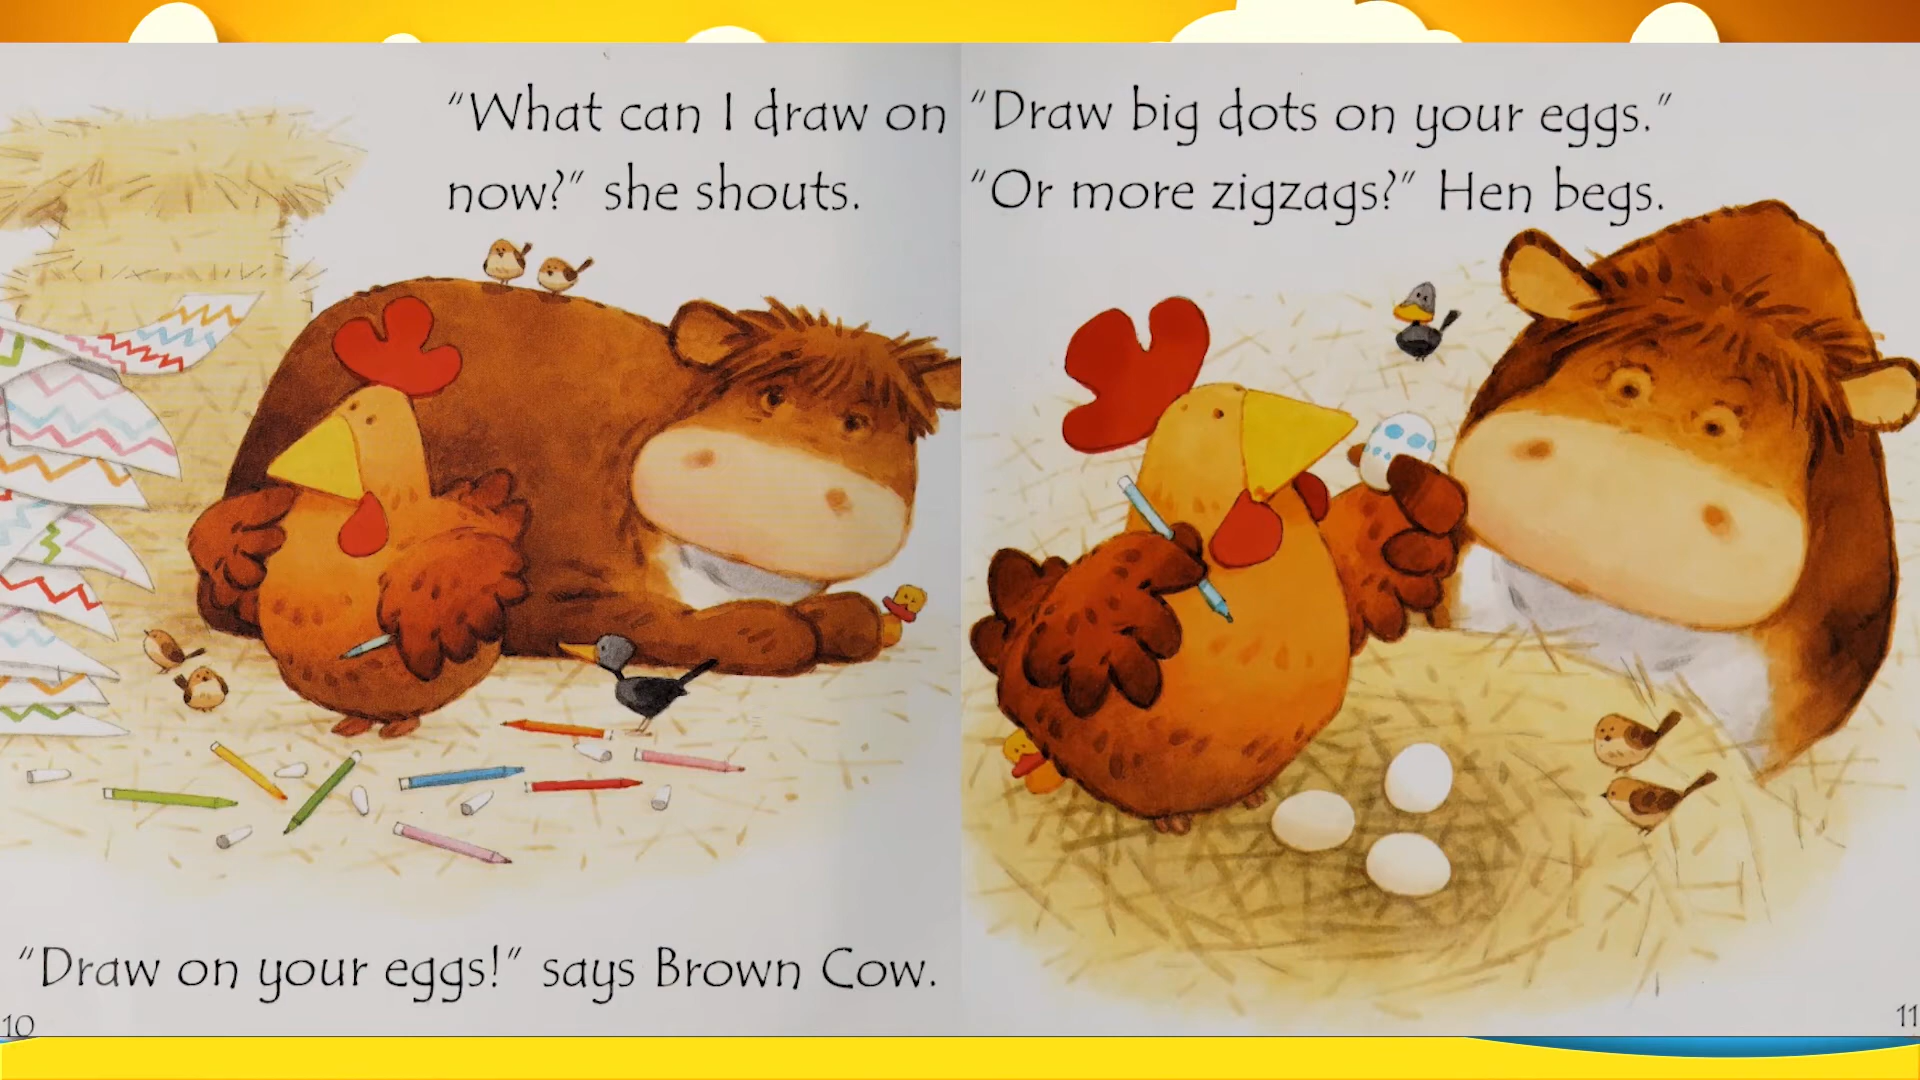 “What can I draw on
now?” she shouts.
“Draw on your eggs!” says Brown Cow.
10
“Draw big dots on your eggs.”
“Or more zigzags?” Hen begs.
11